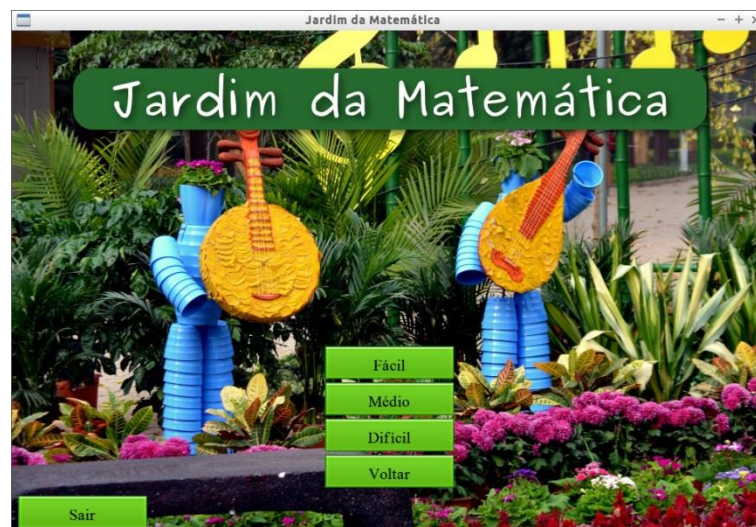 Jardim da Matemática
Jardim da Matemática
Fácil
Médio
Difícil
Voltar
Sair